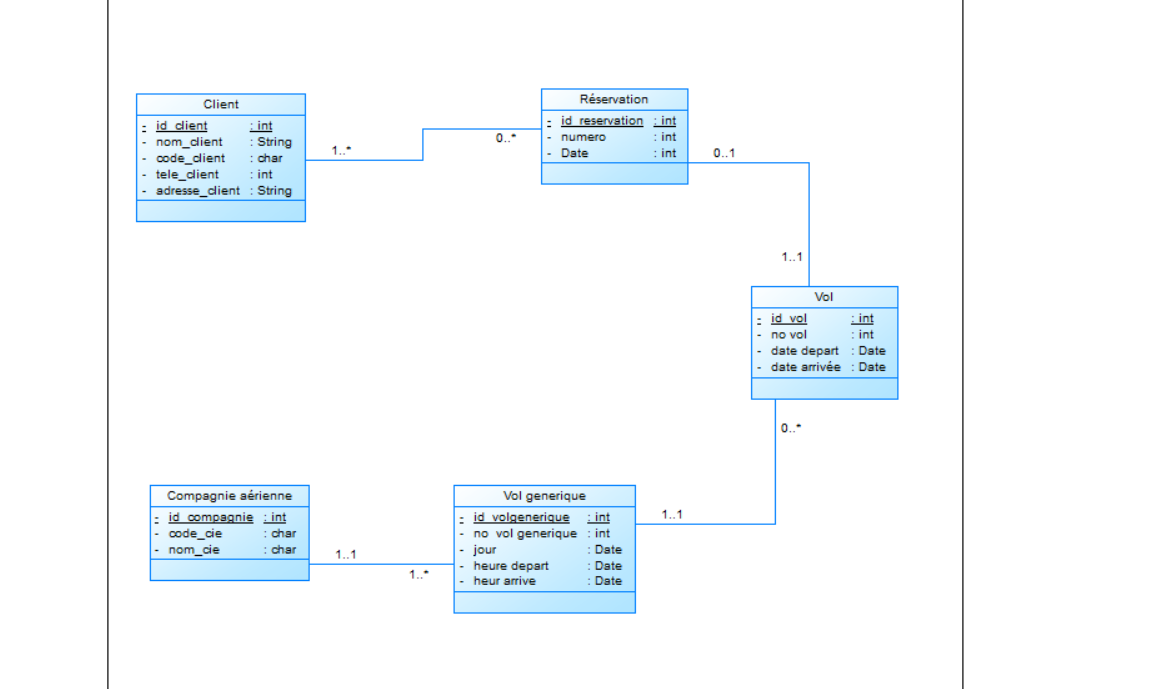 Client
- id_client : int
- nom_client : String
- code_client : char
- tele_client : int
- adresse_client : String
1..*
0..*
Réservation
- id_reservation : int
- numero : int
- Date : int
0..1
1..1
Vol
- id_vol : int
- no vol : int
- date depart : Date
- date arrivée : Date
0..*
Compagnie aérienne
- id_compagnie : int
- code_cie : char
- nom_cie : char
1..1
1..*
Vol generique
- id_volgenerique : int
- no_vol generique : int
- jour : Date
- heure depart : Date
- heur arrive : Date
1..1